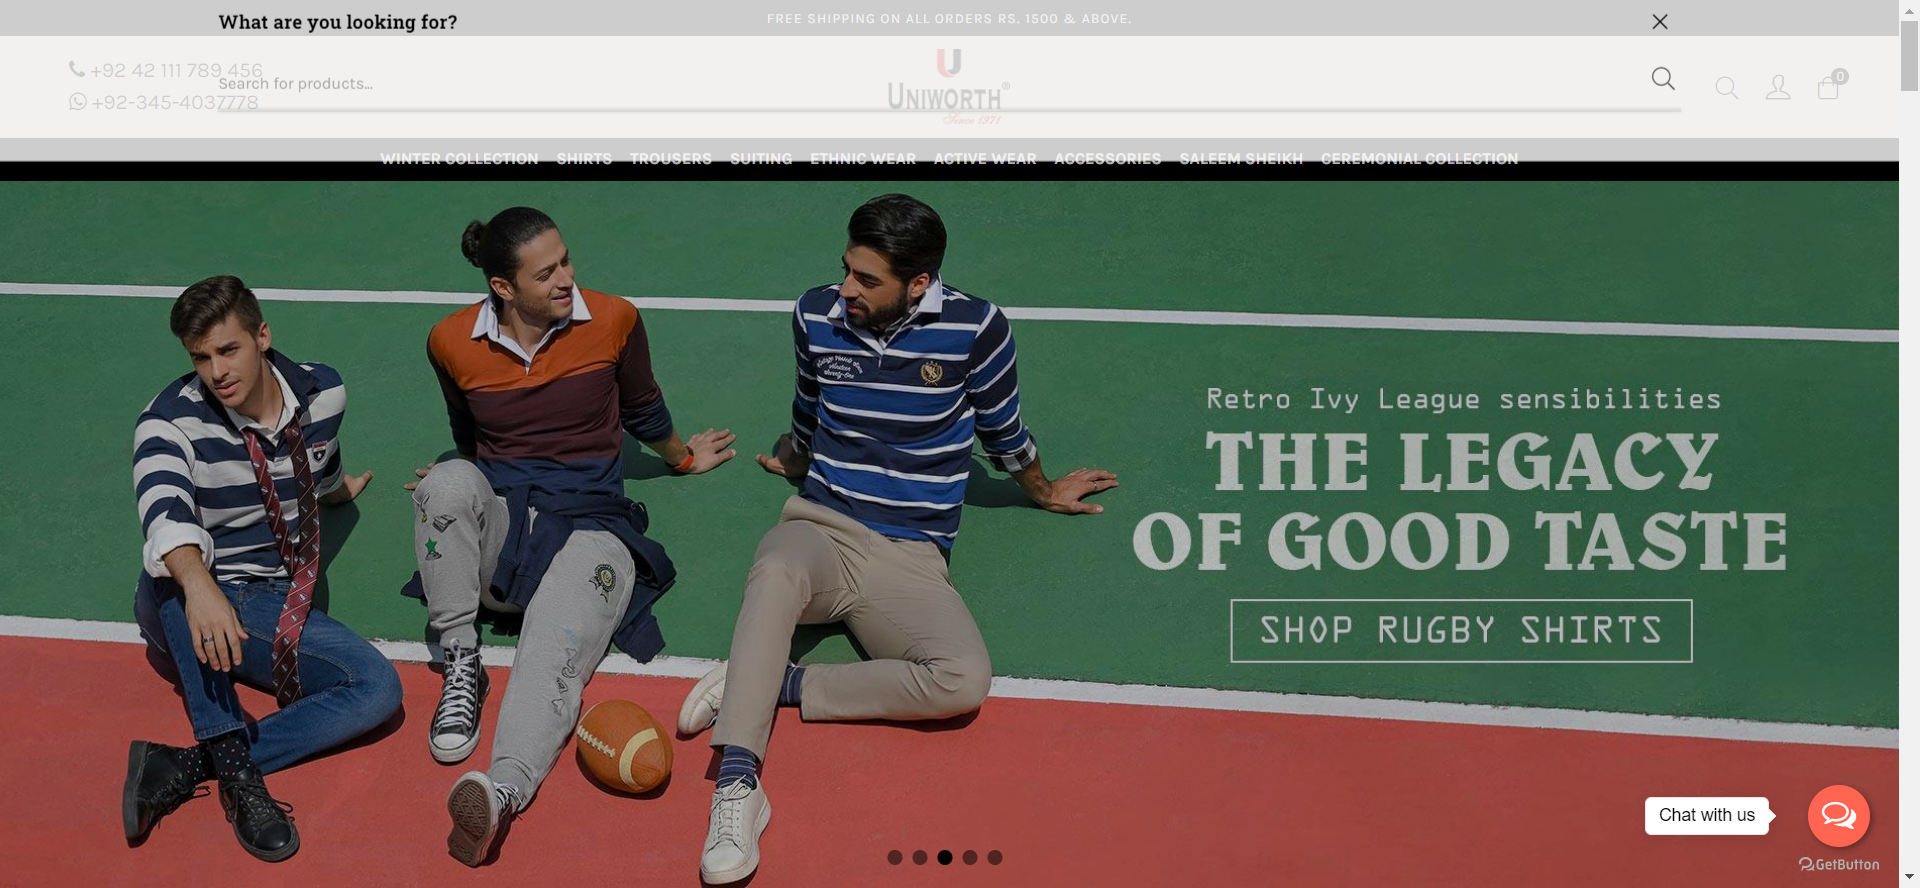 What are you looking for?
FREE SHIPPING ON ALL ORDERS RS. 1500 & ABOVE.
+92 42 111 789 456
Search for products...
+92-345-4037778
UNIWORTH®
Since 1971
0
WINTER COLLECTION SHIRTS TROUSERS SUITING ETHNIC WEAR ACTIVE WEAR ACCESSORIES SALEEM SHEIKH CEREMONIAL COLLECTION
Retro Ivy League sensibilities
THE LEGACY
OF GOOD TASTE
SHOP RUGBY SHIRTS
Chat with us
GetButton